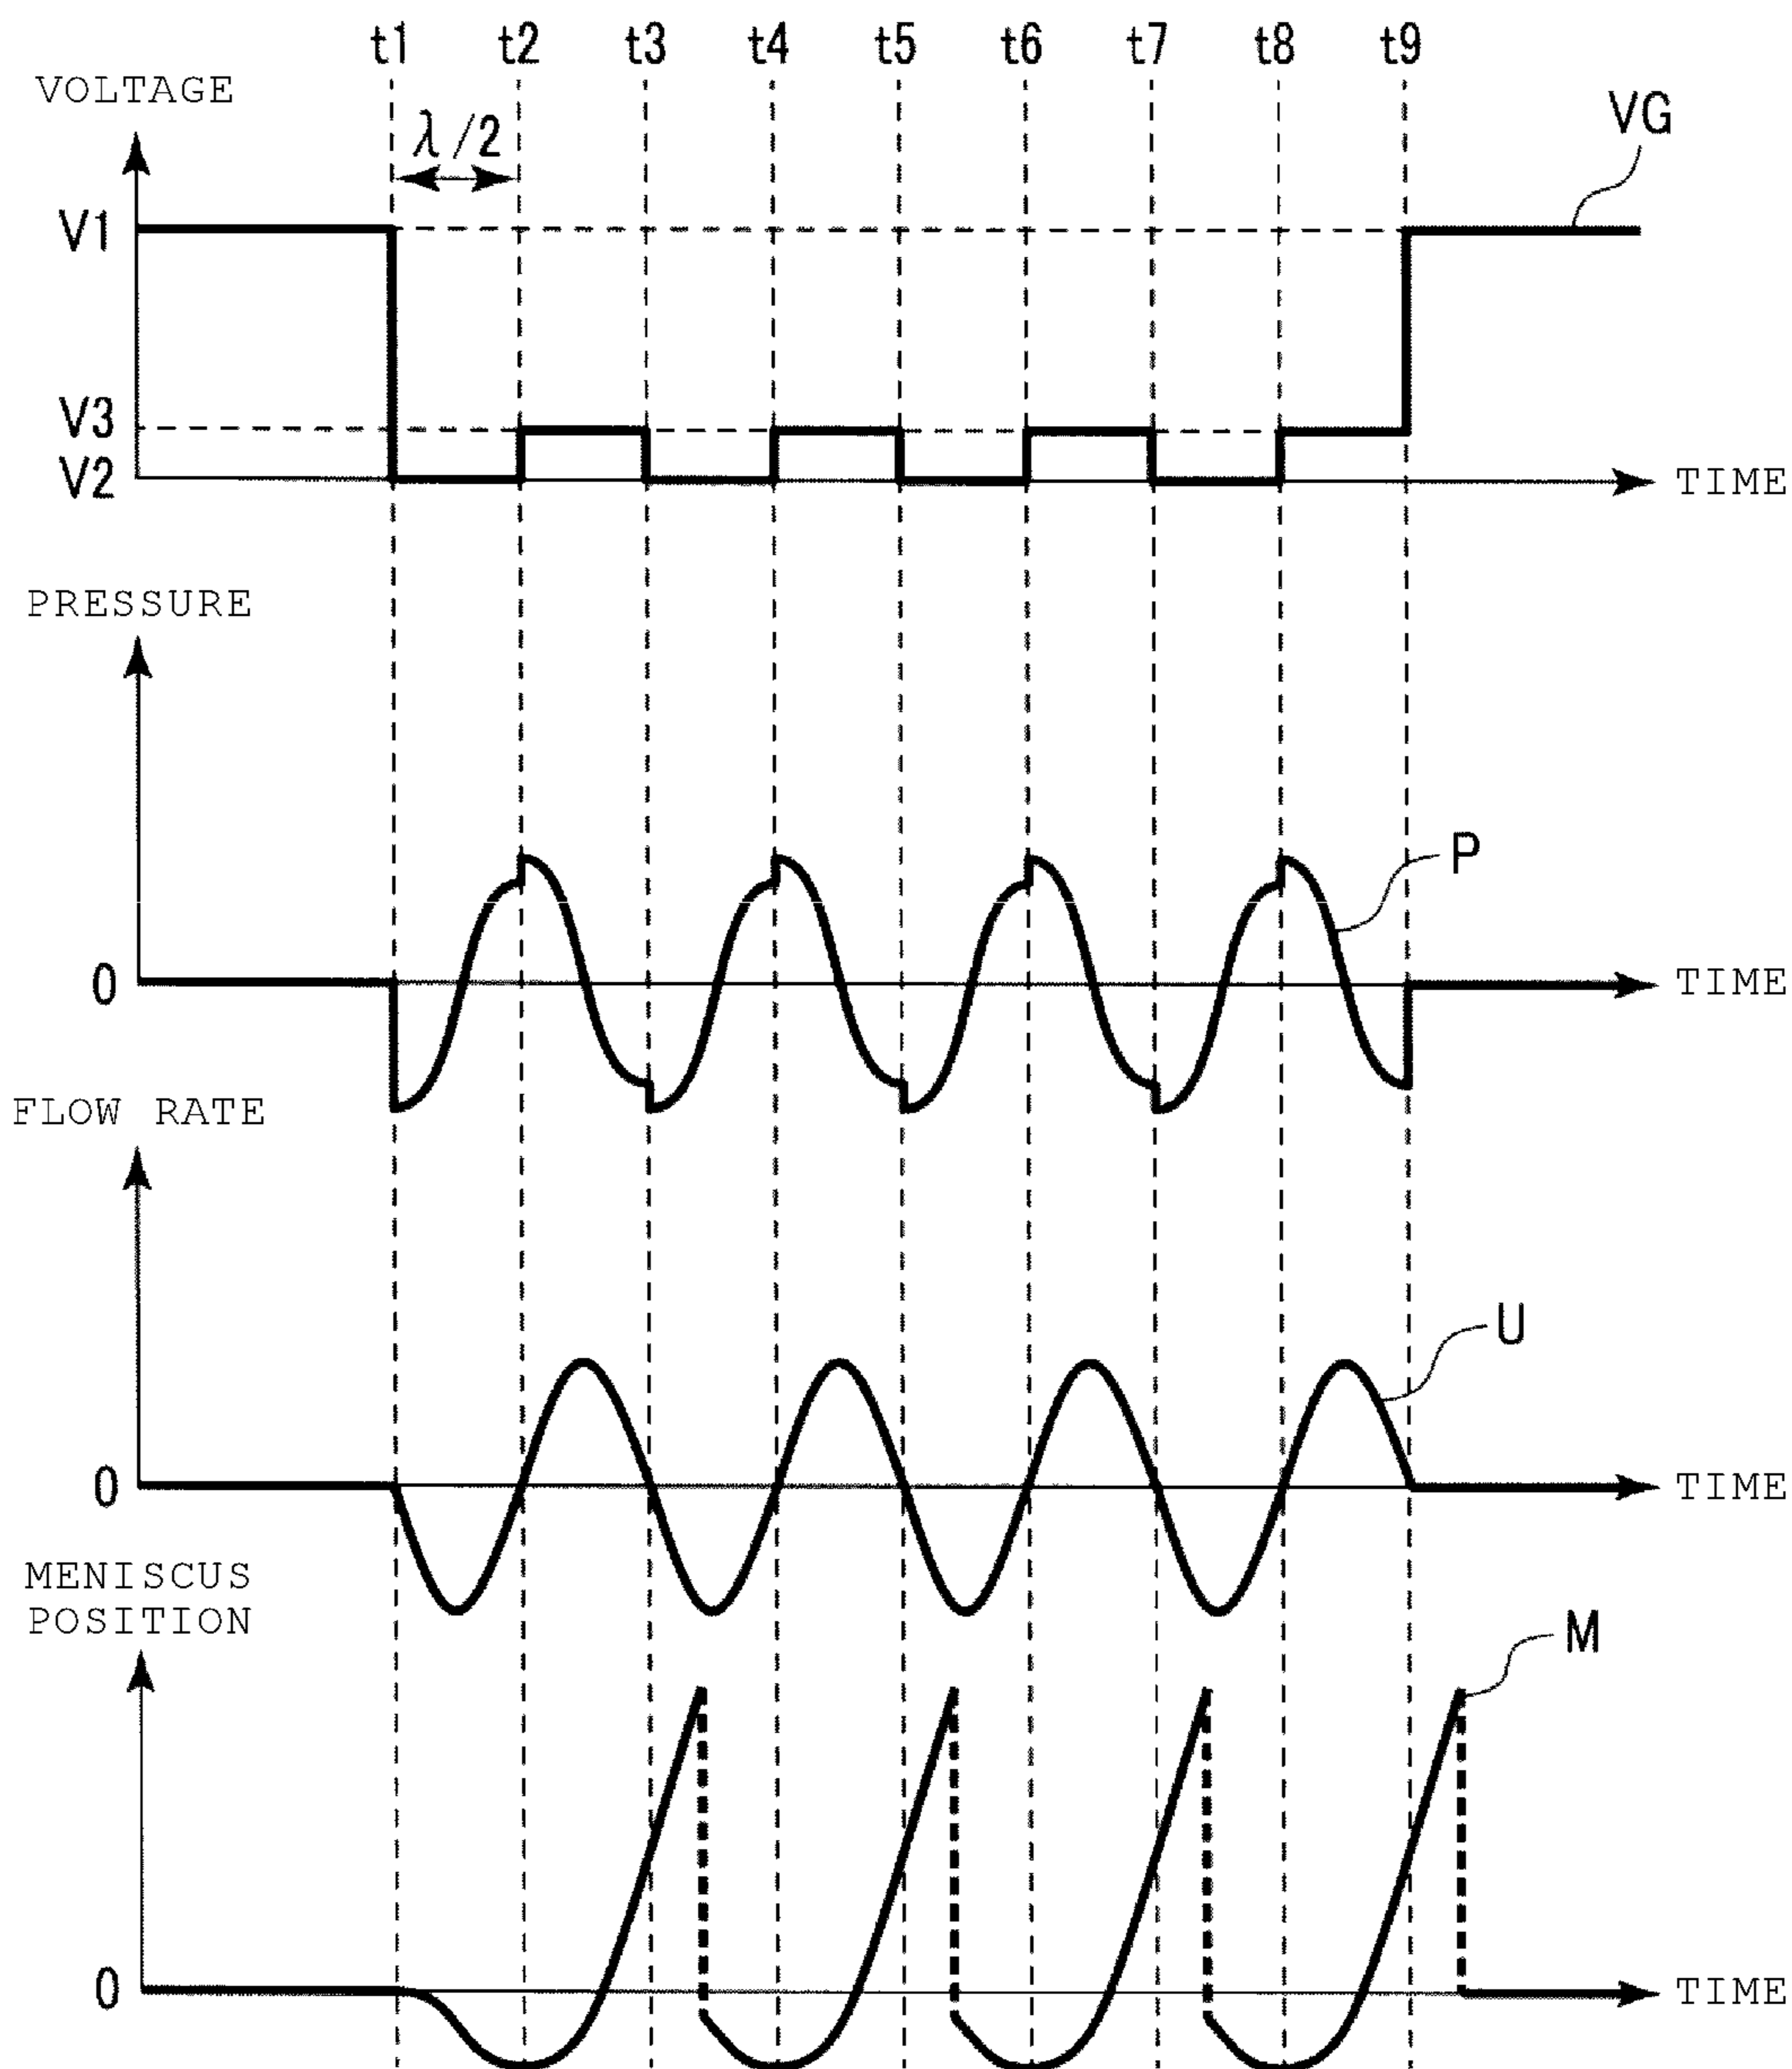 t1 t2 t3 t4 t5 t6 t7 t8 t9
VOLTAGE
VG
λ/2
V1
V3
V2
TIME
PRESSURE
P
0
TIME
FLOW RATE
U
0
TIME
MENISCUS
POSITION
M
0
TIME